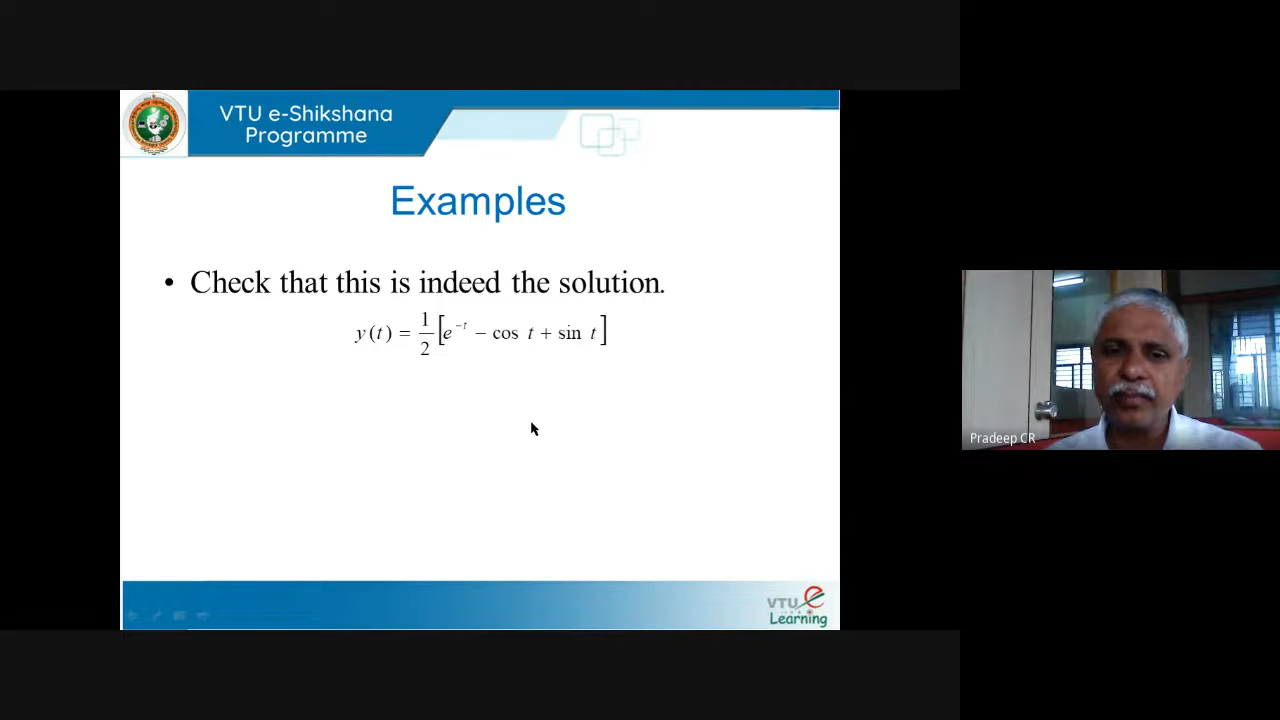 VTU e-Shikshana
Programme
Examples
• Check that this is indeed the solution.
y(t) = 1/2 [e^{-t} - cos t + sin t]
Pradeep CR
VTU e
Learning